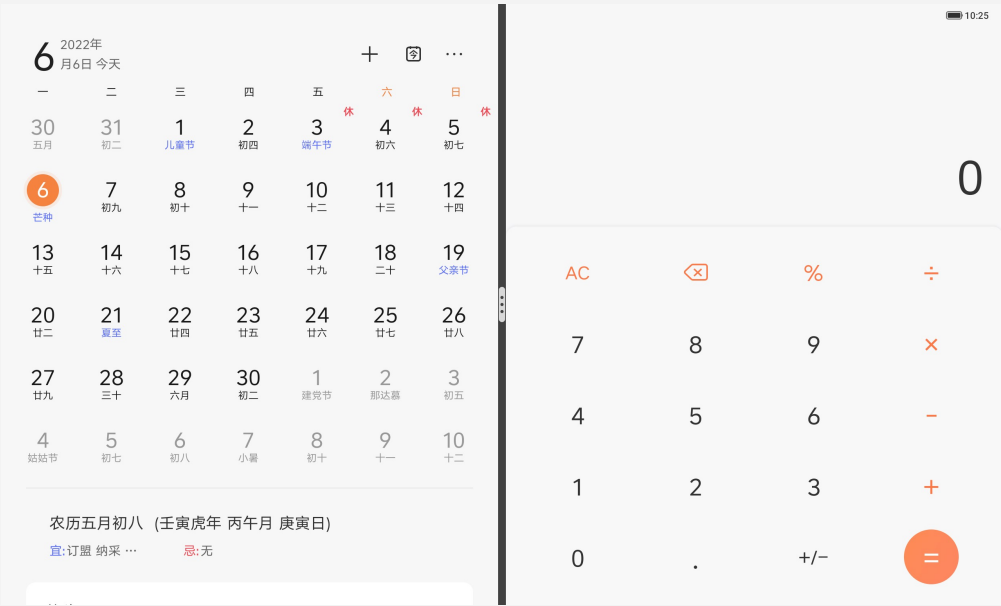 6
2022年
月6日 今天
今
···
一 二 三 四 五 六 日
休 休 休
30 31 1 2 3 4 5
五月 初二 儿童节 初四 端午节 初六 初七
6 7 8 9 10 11 12
芒种 初九 初十 十一 十二 十三 十四
13 14 15 16 17 18 19
十五 十六 十七 十八 十九 二十 父亲节
20 21 22 23 24 25 26
廿二 夏至 廿四 廿五 廿六 廿七 廿八
27 28 29 30 1 2 3
廿九 三十 六月 初二 建党节 那达慕 初五
4 5 6 7 8 9 10
姑姑节 初七 初八 小暑 初十 十一 十二
农历五月初八 (壬寅虎年 丙午月 庚寅日)
宜:订盟 纳采 ··· 忌:无
10:25
0
AC % ÷
7 8 9 ×
4 5 6 −
1 2 3 +
0 . +/− =